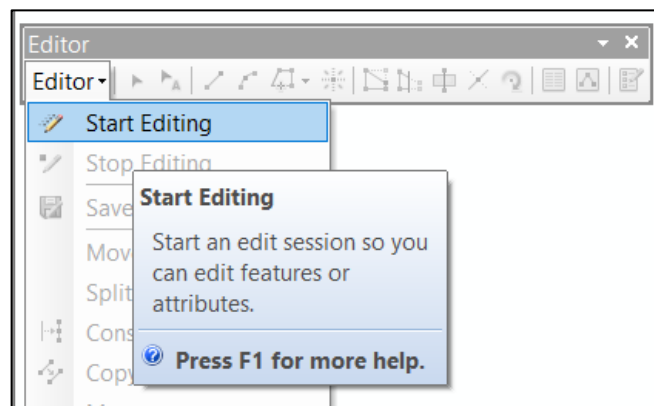 Editor
Editor
Start Editing
Stop Editing
Start Editing
Save
Start an edit session so you
can edit features or
attributes.
Mov
Split
Cons
Press F1 for more help.
Copy